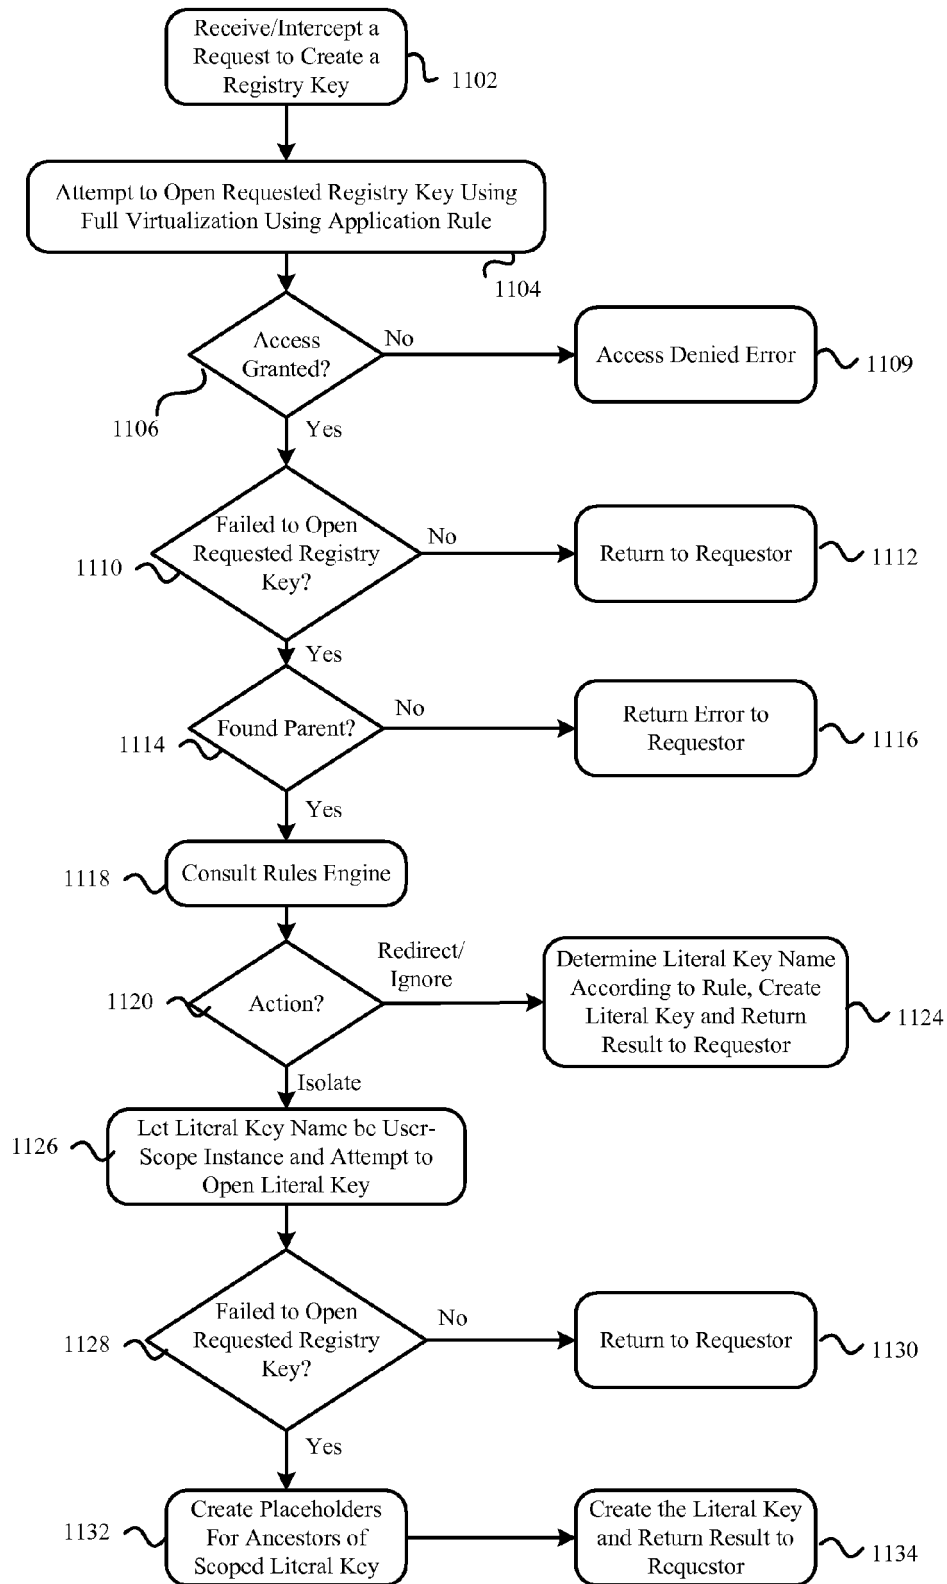 Receive/Intercept a
Request to Create a
Registry Key
1102
Attempt to Open Requested Registry Key Using
Full Virtualization Using Application Rule
1104
Access
Granted?
No
Access Denied Error
1109
1106
Yes
Failed to Open
Requested Registry
Key?
No
Return to Requestor
1112
1110
Yes
Found Parent?
No
Return Error to
Requestor
1116
1114
Yes
Consult Rules Engine
1118
Action?
Redirect/
Ignore
Determine Literal Key Name
According to Rule, Create
Literal Key and Return
Result to Requestor
1124
1120
Isolate
Let Literal Key Name be User-
Scope Instance and Attempt to
Open Literal Key
1126
Failed to Open
Requested Registry
Key?
No
Return to Requestor
1130
1128
Yes
Create Placeholders
For Ancestors of
Scoped Literal Key
1132
Create the Literal Key
and Return Result to
Requestor
1134